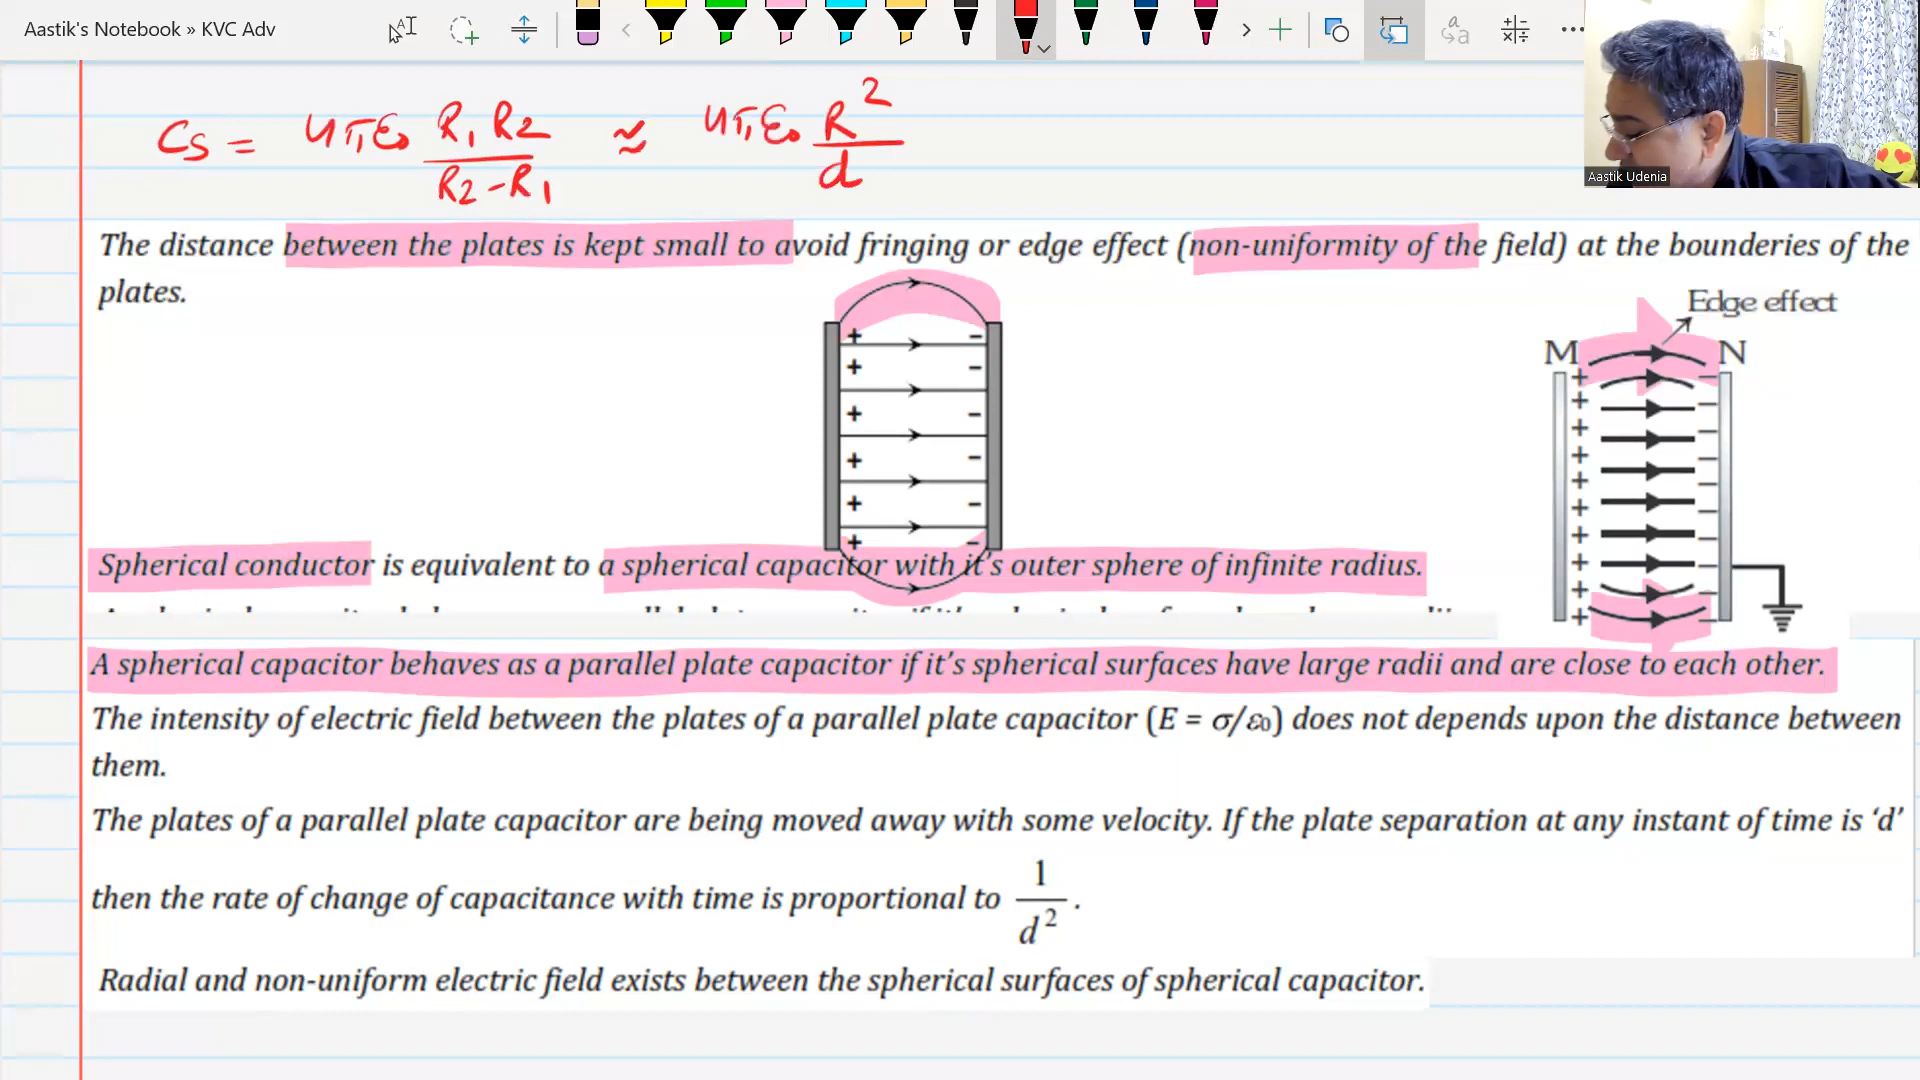 Aastik's Notebook » KVC Adv
Aastik Udenia
C_S = 4πε₀ R₁R₂/(R₂-R₁) ≈ 4πε₀ R²/d
The distance between the plates is kept small to avoid fringing or edge effect (non-uniformity of the field) at the bounderies of the
plates.
Edge effect
M N
Spherical conductor is equivalent to a spherical capacitor with it's outer sphere of infinite radius.
A spherical capacitor behaves as a parallel plate capacitor if it's spherical surfaces have large radii and are close to each other.
The intensity of electric field between the plates of a parallel plate capacitor (E = σ/ε₀) does not depends upon the distance between
them.
The plates of a parallel plate capacitor are being moved away with some velocity. If the plate separation at any instant of time is ‘d’
then the rate of change of capacitance with time is proportional to 1/d².
Radial and non-uniform electric field exists between the spherical surfaces of spherical capacitor.